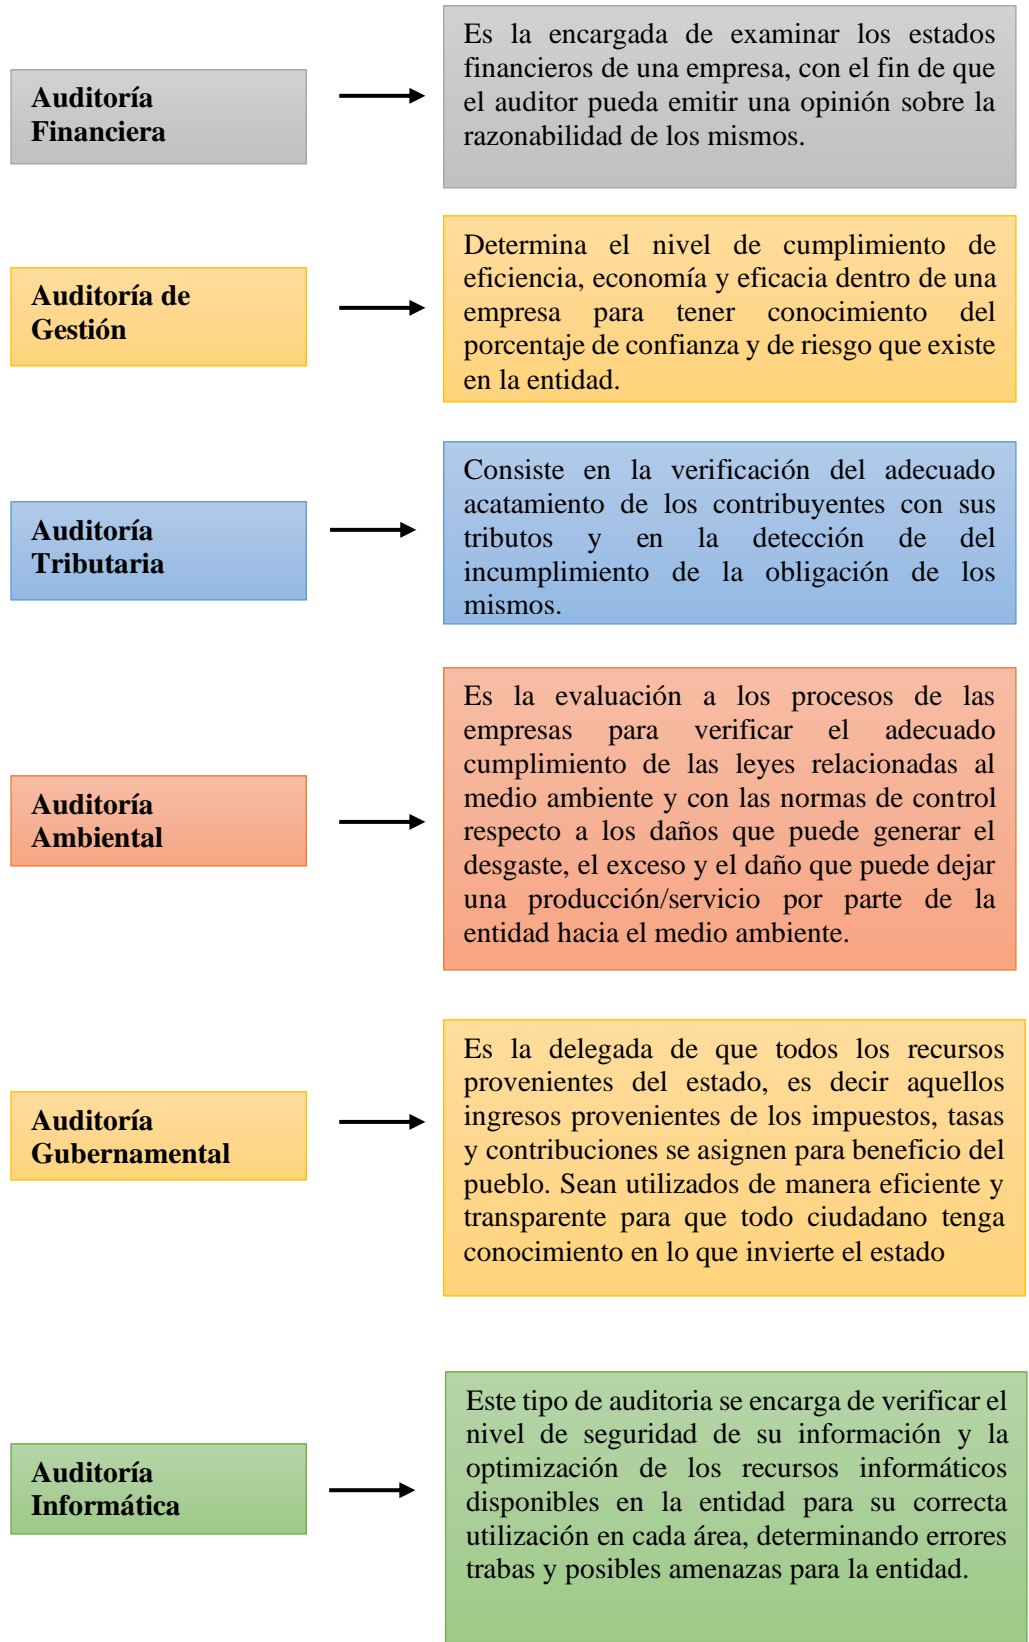 Auditoría
Financiera
Es la encargada de examinar los estados
financieros de una empresa, con el fin de que
el auditor pueda emitir una opinión sobre la
razonabilidad de los mismos.
Auditoría de
Gestión
Determina el nivel de cumplimiento de
eficiencia, economía y eficacia dentro de una
empresa para tener conocimiento del
porcentaje de confianza y de riesgo que existe
en la entidad.
Auditoría
Tributaria
Consiste en la verificación del adecuado
acatamiento de los contribuyentes con sus
tributos y en la detección de del
incumplimiento de la obligación de los
mismos.
Auditoría
Ambiental
Es la evaluación a los procesos de las
empresas para verificar el adecuado
cumplimiento de las leyes relacionadas al
medio ambiente y con las normas de control
respecto a los daños que puede generar el
desgaste, el exceso y el daño que puede dejar
una producción/servicio por parte de la
entidad hacia el medio ambiente.
Auditoría
Gubernamental
Es la delegada de que todos los recursos
provenientes del estado, es decir aquellos
ingresos provenientes de los impuestos, tasas
y contribuciones se asignen para beneficio del
pueblo. Sean utilizados de manera eficiente y
transparente para que todo ciudadano tenga
conocimiento en lo que invierte el estado
Auditoría
Informática
Este tipo de auditoria se encarga de verificar el
nivel de seguridad de su información y la
optimización de los recursos informáticos
disponibles en la entidad para su correcta
utilización en cada área, determinando errores
trabas y posibles amenazas para la entidad.